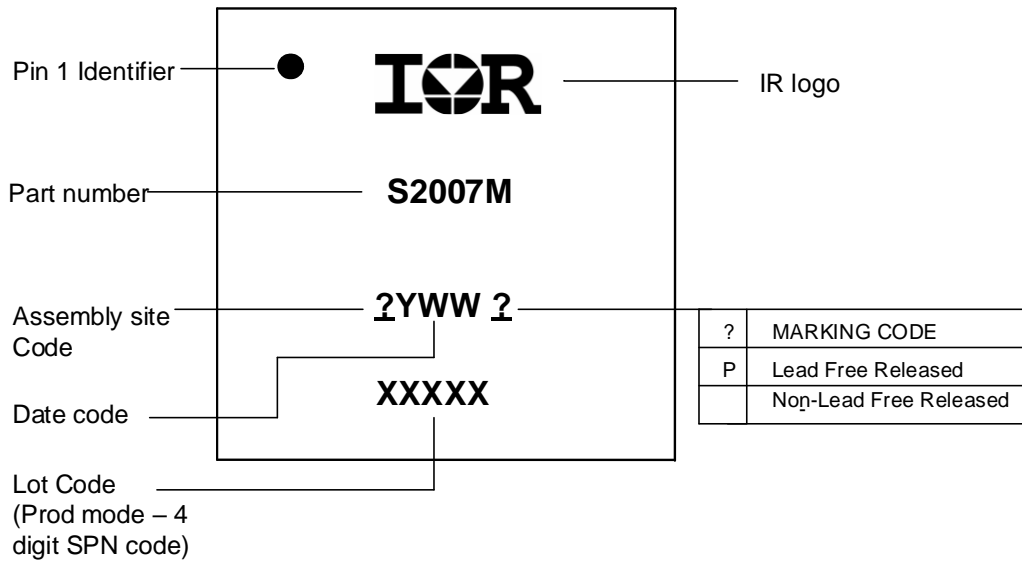 Pin 1 Identifier
IOR
IR logo
Part number
S2007M
Assembly site
Code
?YWW ?
? MARKING CODE
P Lead Free Released
Non-Lead Free Released
Date code
XXXXX
Lot Code
(Prod mode – 4
digit SPN code)